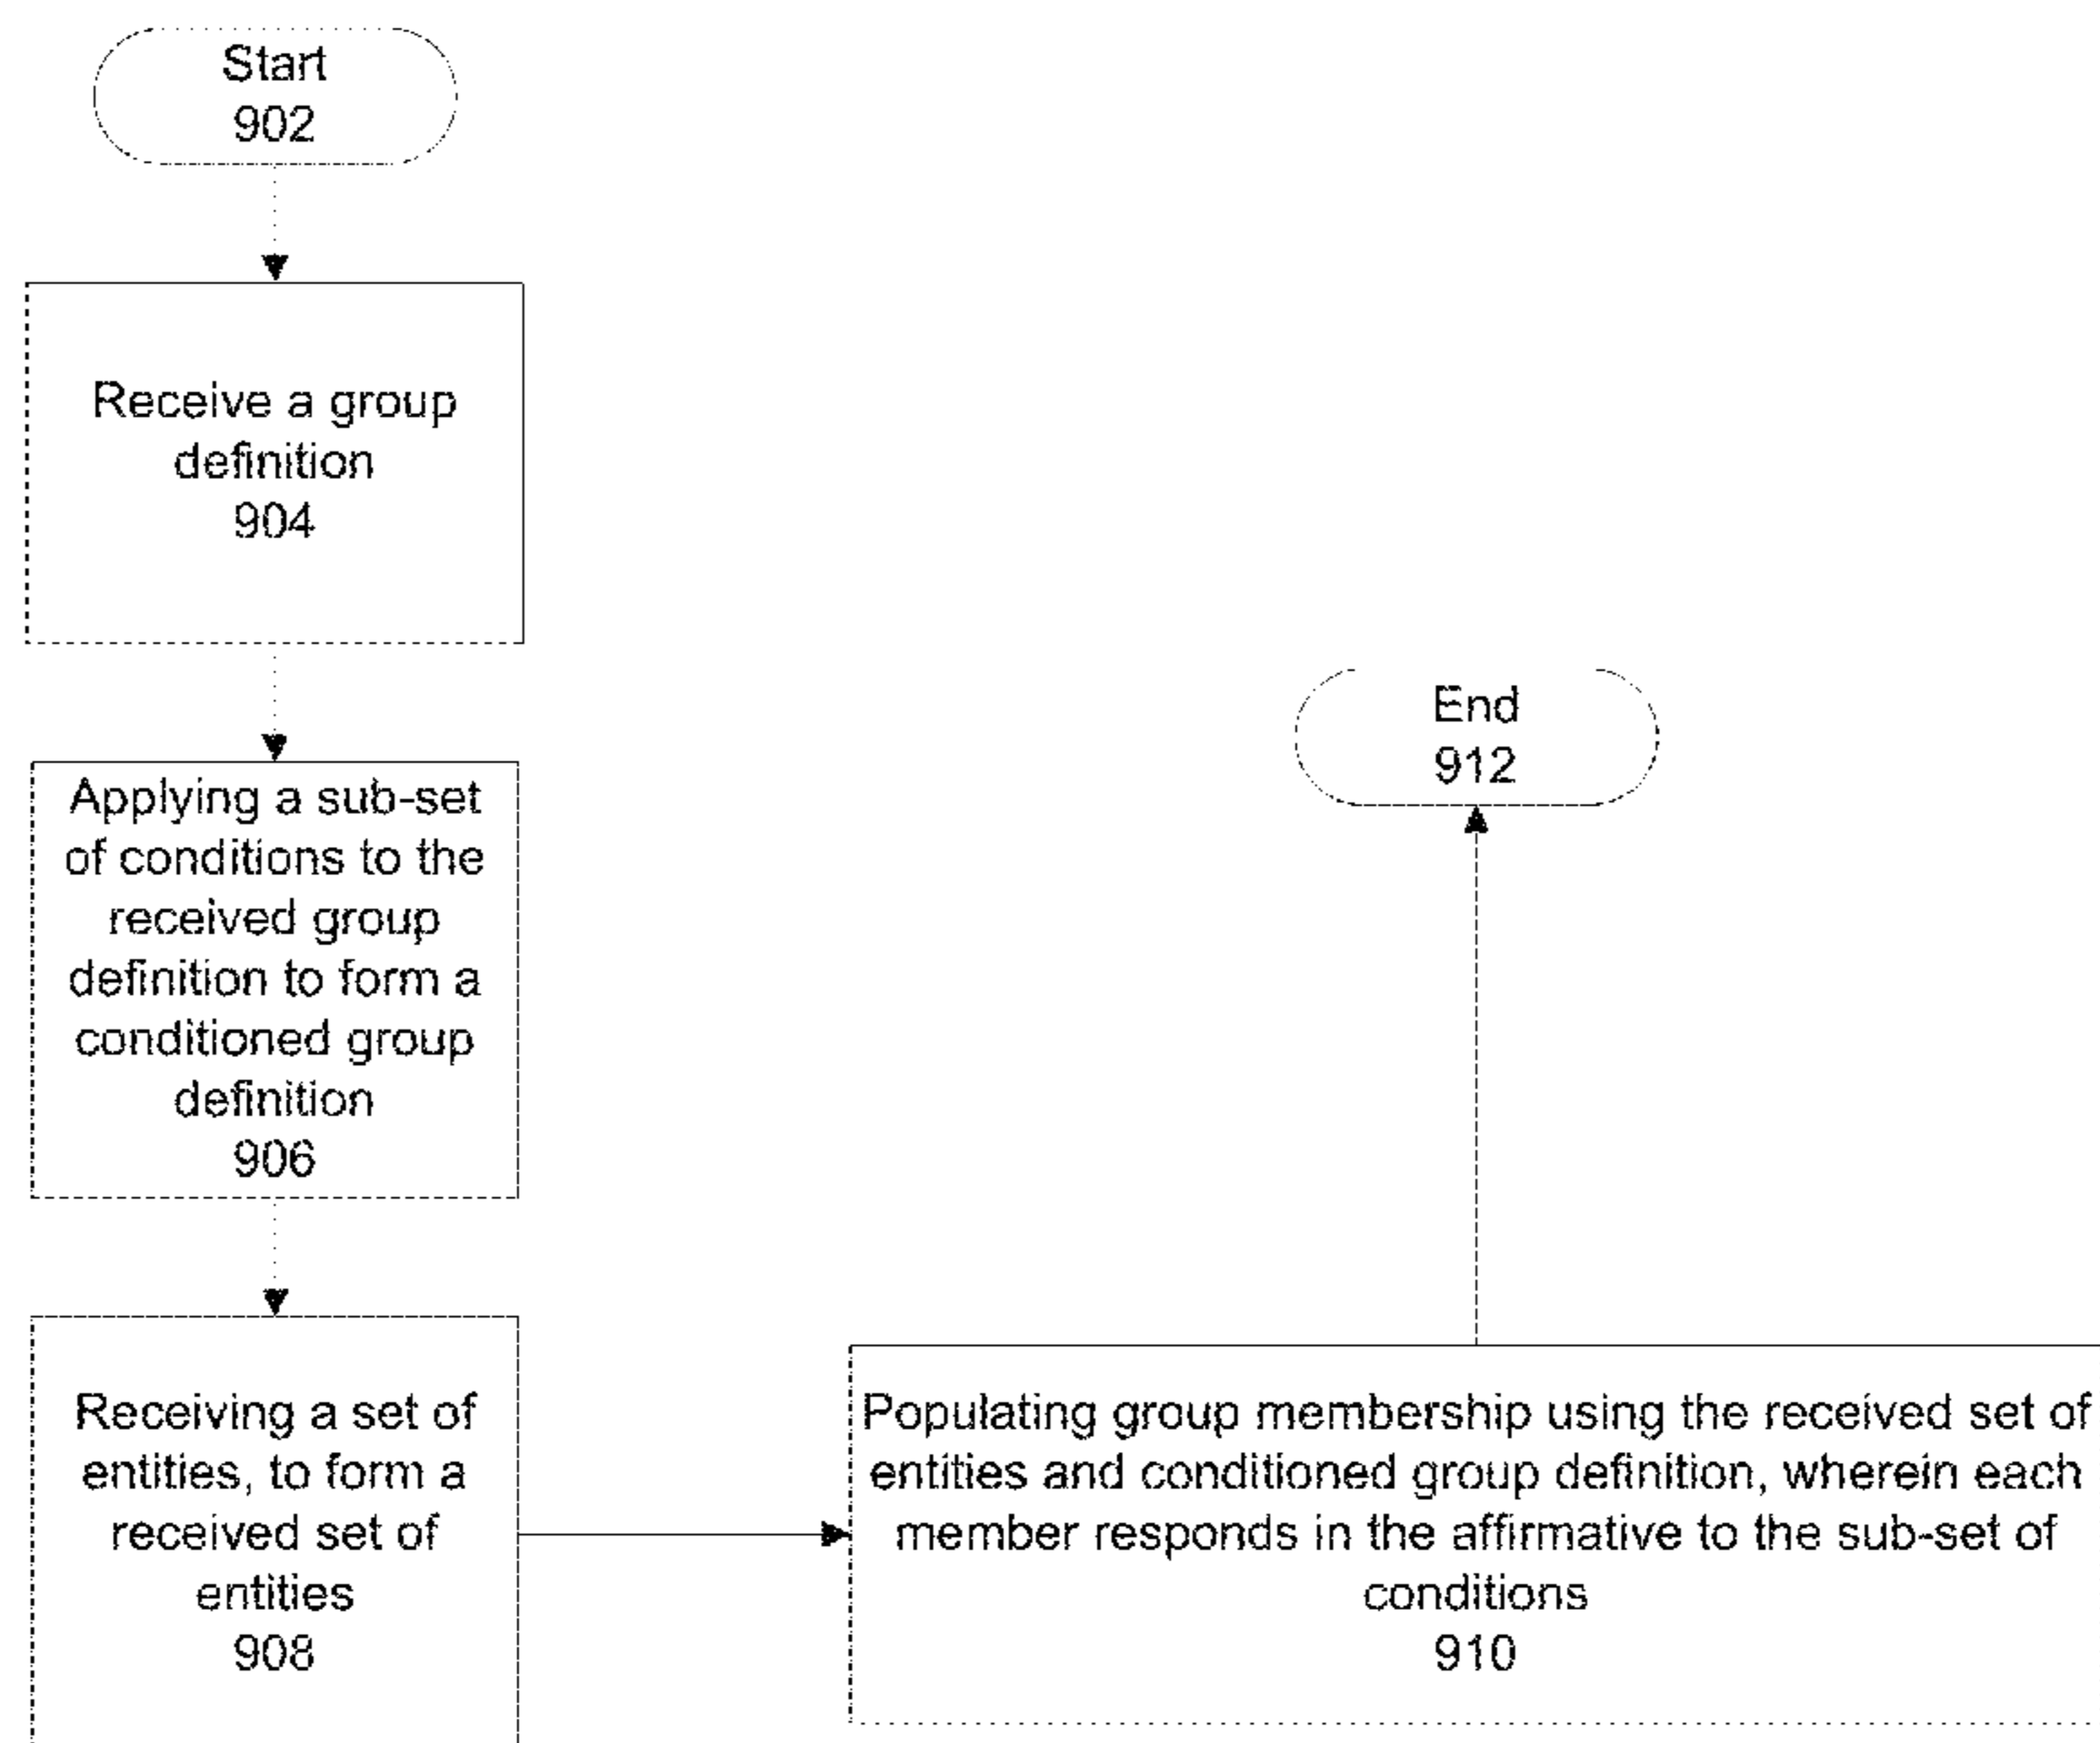 Start
902
Receive a group
definition
904
Applying a sub-set
of conditions to the
received group
definition to form a
conditioned group
definition
906
Receiving a set of
entities, to form a
received set of
entities
908
Populating group membership using the received set of
entities and conditioned group definition, wherein each
member responds in the affirmative to the sub-set of
conditions
910
End
912